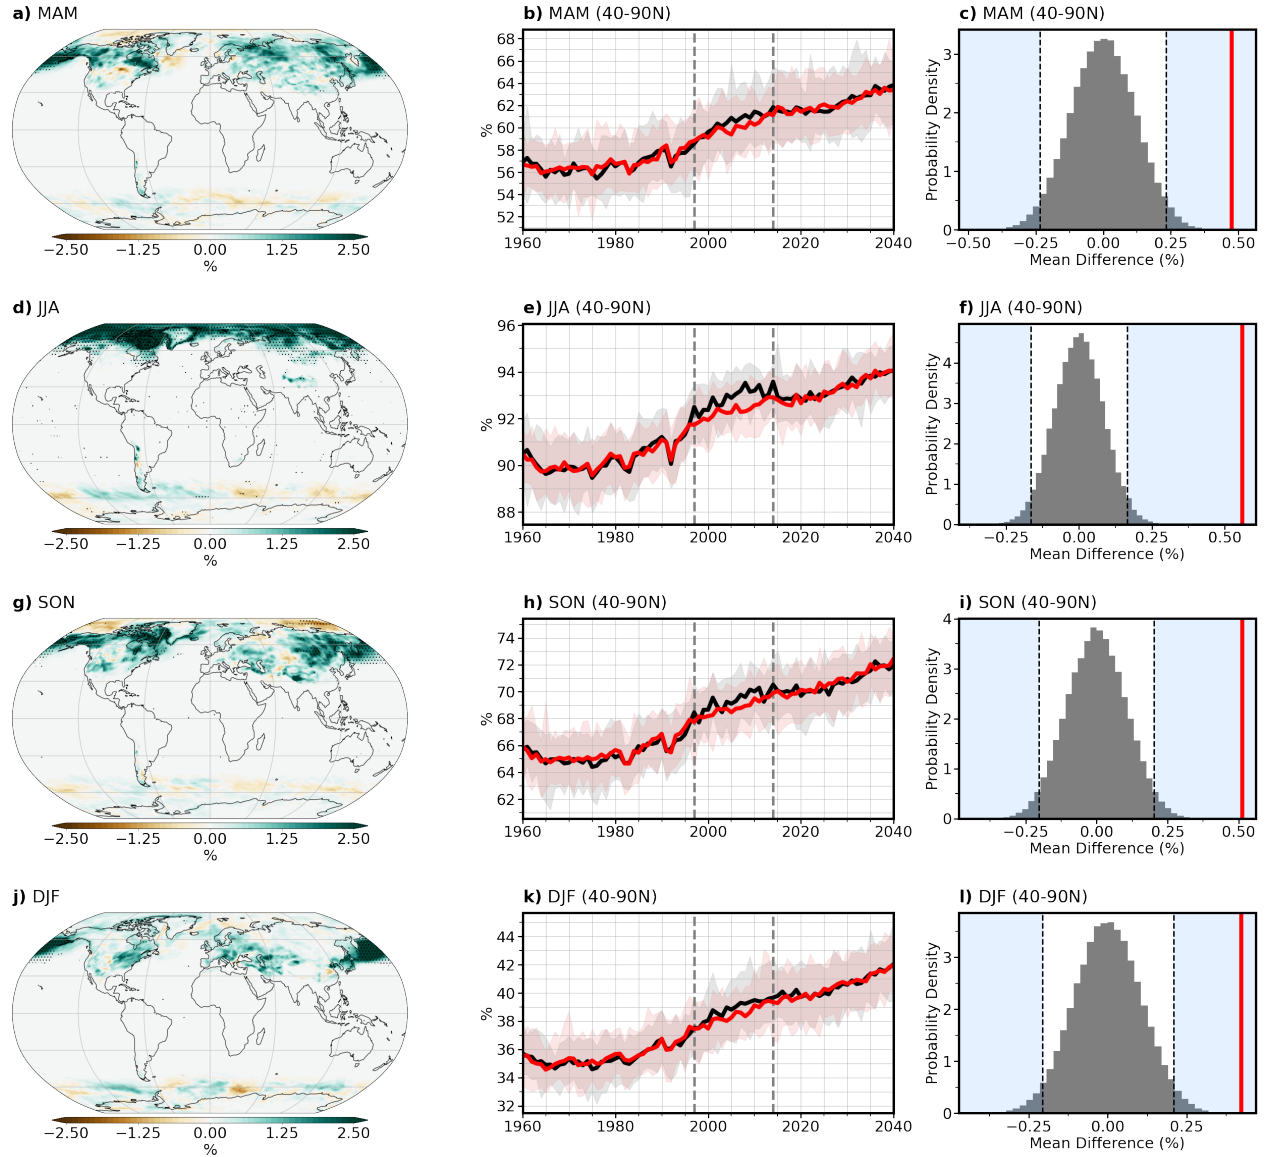 a) MAM
−2.50 −1.25 0.00 1.25 2.50
%
b) MAM (40-90N)
68
66
64
62
60
58
56
54
52
%
1960 1980 2000 2020 2040
c) MAM (40-90N)
3
2
1
0
Probability Density
−0.50 −0.25 0.00 0.25 0.50
Mean Difference (%)
d) JJA
−2.50 −1.25 0.00 1.25 2.50
%
e) JJA (40-90N)
96
94
92
90
88
%
1960 1980 2000 2020 2040
f) JJA (40-90N)
4
3
2
1
0
Probability Density
−0.25 0.00 0.25 0.50
Mean Difference (%)
g) SON
−2.50 −1.25 0.00 1.25 2.50
%
h) SON (40-90N)
74
72
70
68
66
64
62
%
1960 1980 2000 2020 2040
i) SON (40-90N)
4
3
2
1
0
Probability Density
−0.25 0.00 0.25 0.50
Mean Difference (%)
j) DJF
−2.50 −1.25 0.00 1.25 2.50
%
k) DJF (40-90N)
44
42
40
38
36
34
32
%
1960 1980 2000 2020 2040
l) DJF (40-90N)
3
2
1
0
Probability Density
−0.25 0.00 0.25
Mean Difference (%)